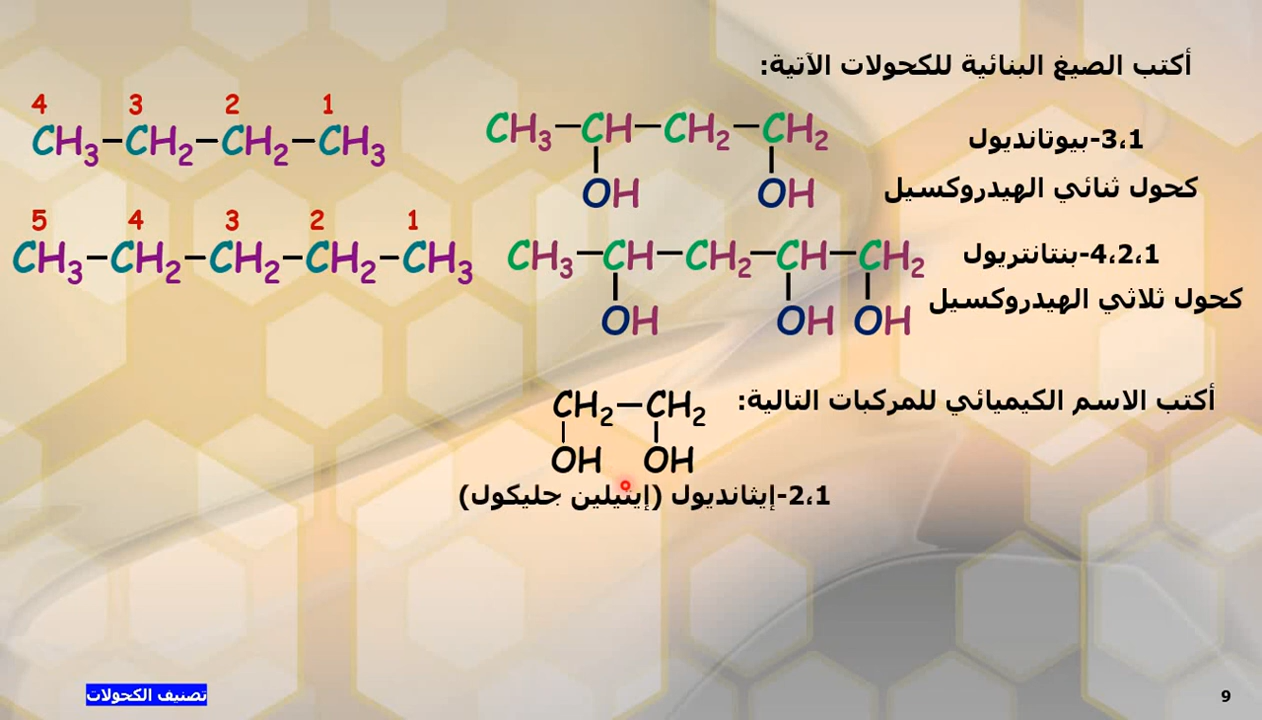 أكتب الصيغ البنائية للكحولات الآتية:
3،1-بيوتانديول
كحول ثنائي الهيدروكسيل
CH3–CH–CH2–CH2
OH OH
4 3 2 1
CH3–CH2–CH2–CH3
4،2،1-بنتانتريول
كحول ثلاثي الهيدروكسيل
CH3–CH–CH2–CH–CH2
OH OH OH
5 4 3 2 1
CH3–CH2–CH2–CH2–CH3
أكتب الاسم الكيميائي للمركبات التالية:
CH2–CH2
OH OH
2،1-إيثانديول (إيثيلين جليكول)
تصنيف الكحولات
9